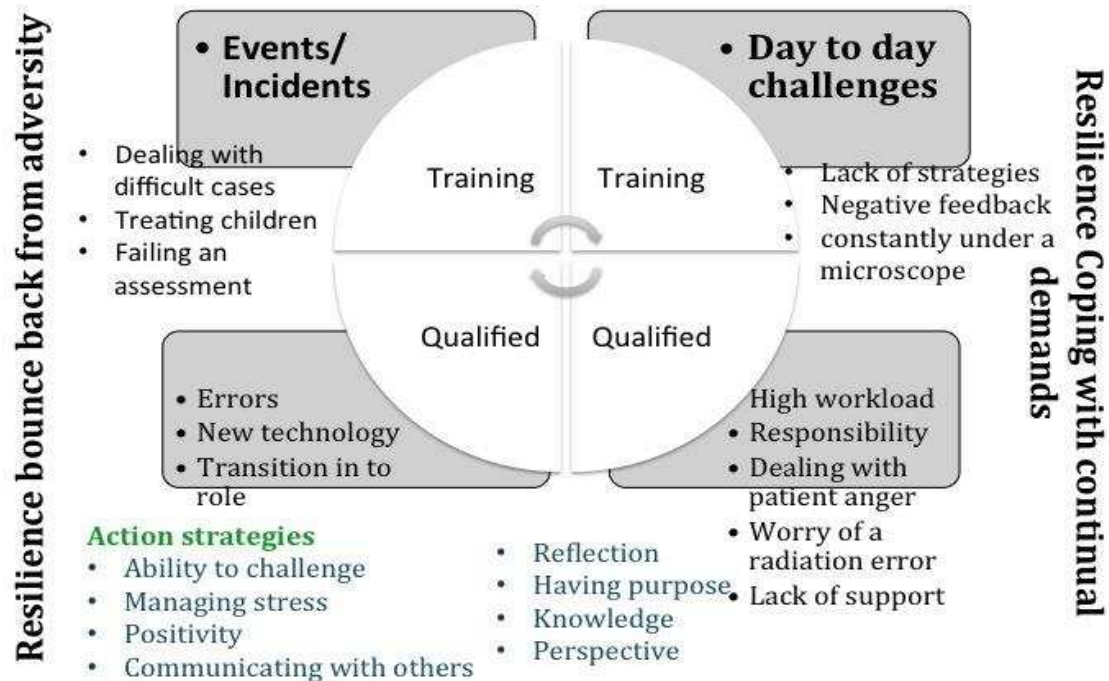 Resilience bounce back from adversity
• Events/
Incidents
• Dealing with
difficult cases
• Treating children
• Failing an
assessment
Training
Training
• Day to day
challenges
• Lack of strategies
• Negative feedback
• constantly under a
microscope
Resilience Coping with continual
demands
Qualified
Qualified
• Errors
• New technology
• Transition in to
role
High workload
• Responsibility
• Dealing with
patient anger
• Worry of a
radiation error
• Lack of support
Action strategies
• Ability to challenge
• Managing stress
• Positivity
• Communicating with others
• Reflection
• Having purpose
• Knowledge
• Perspective